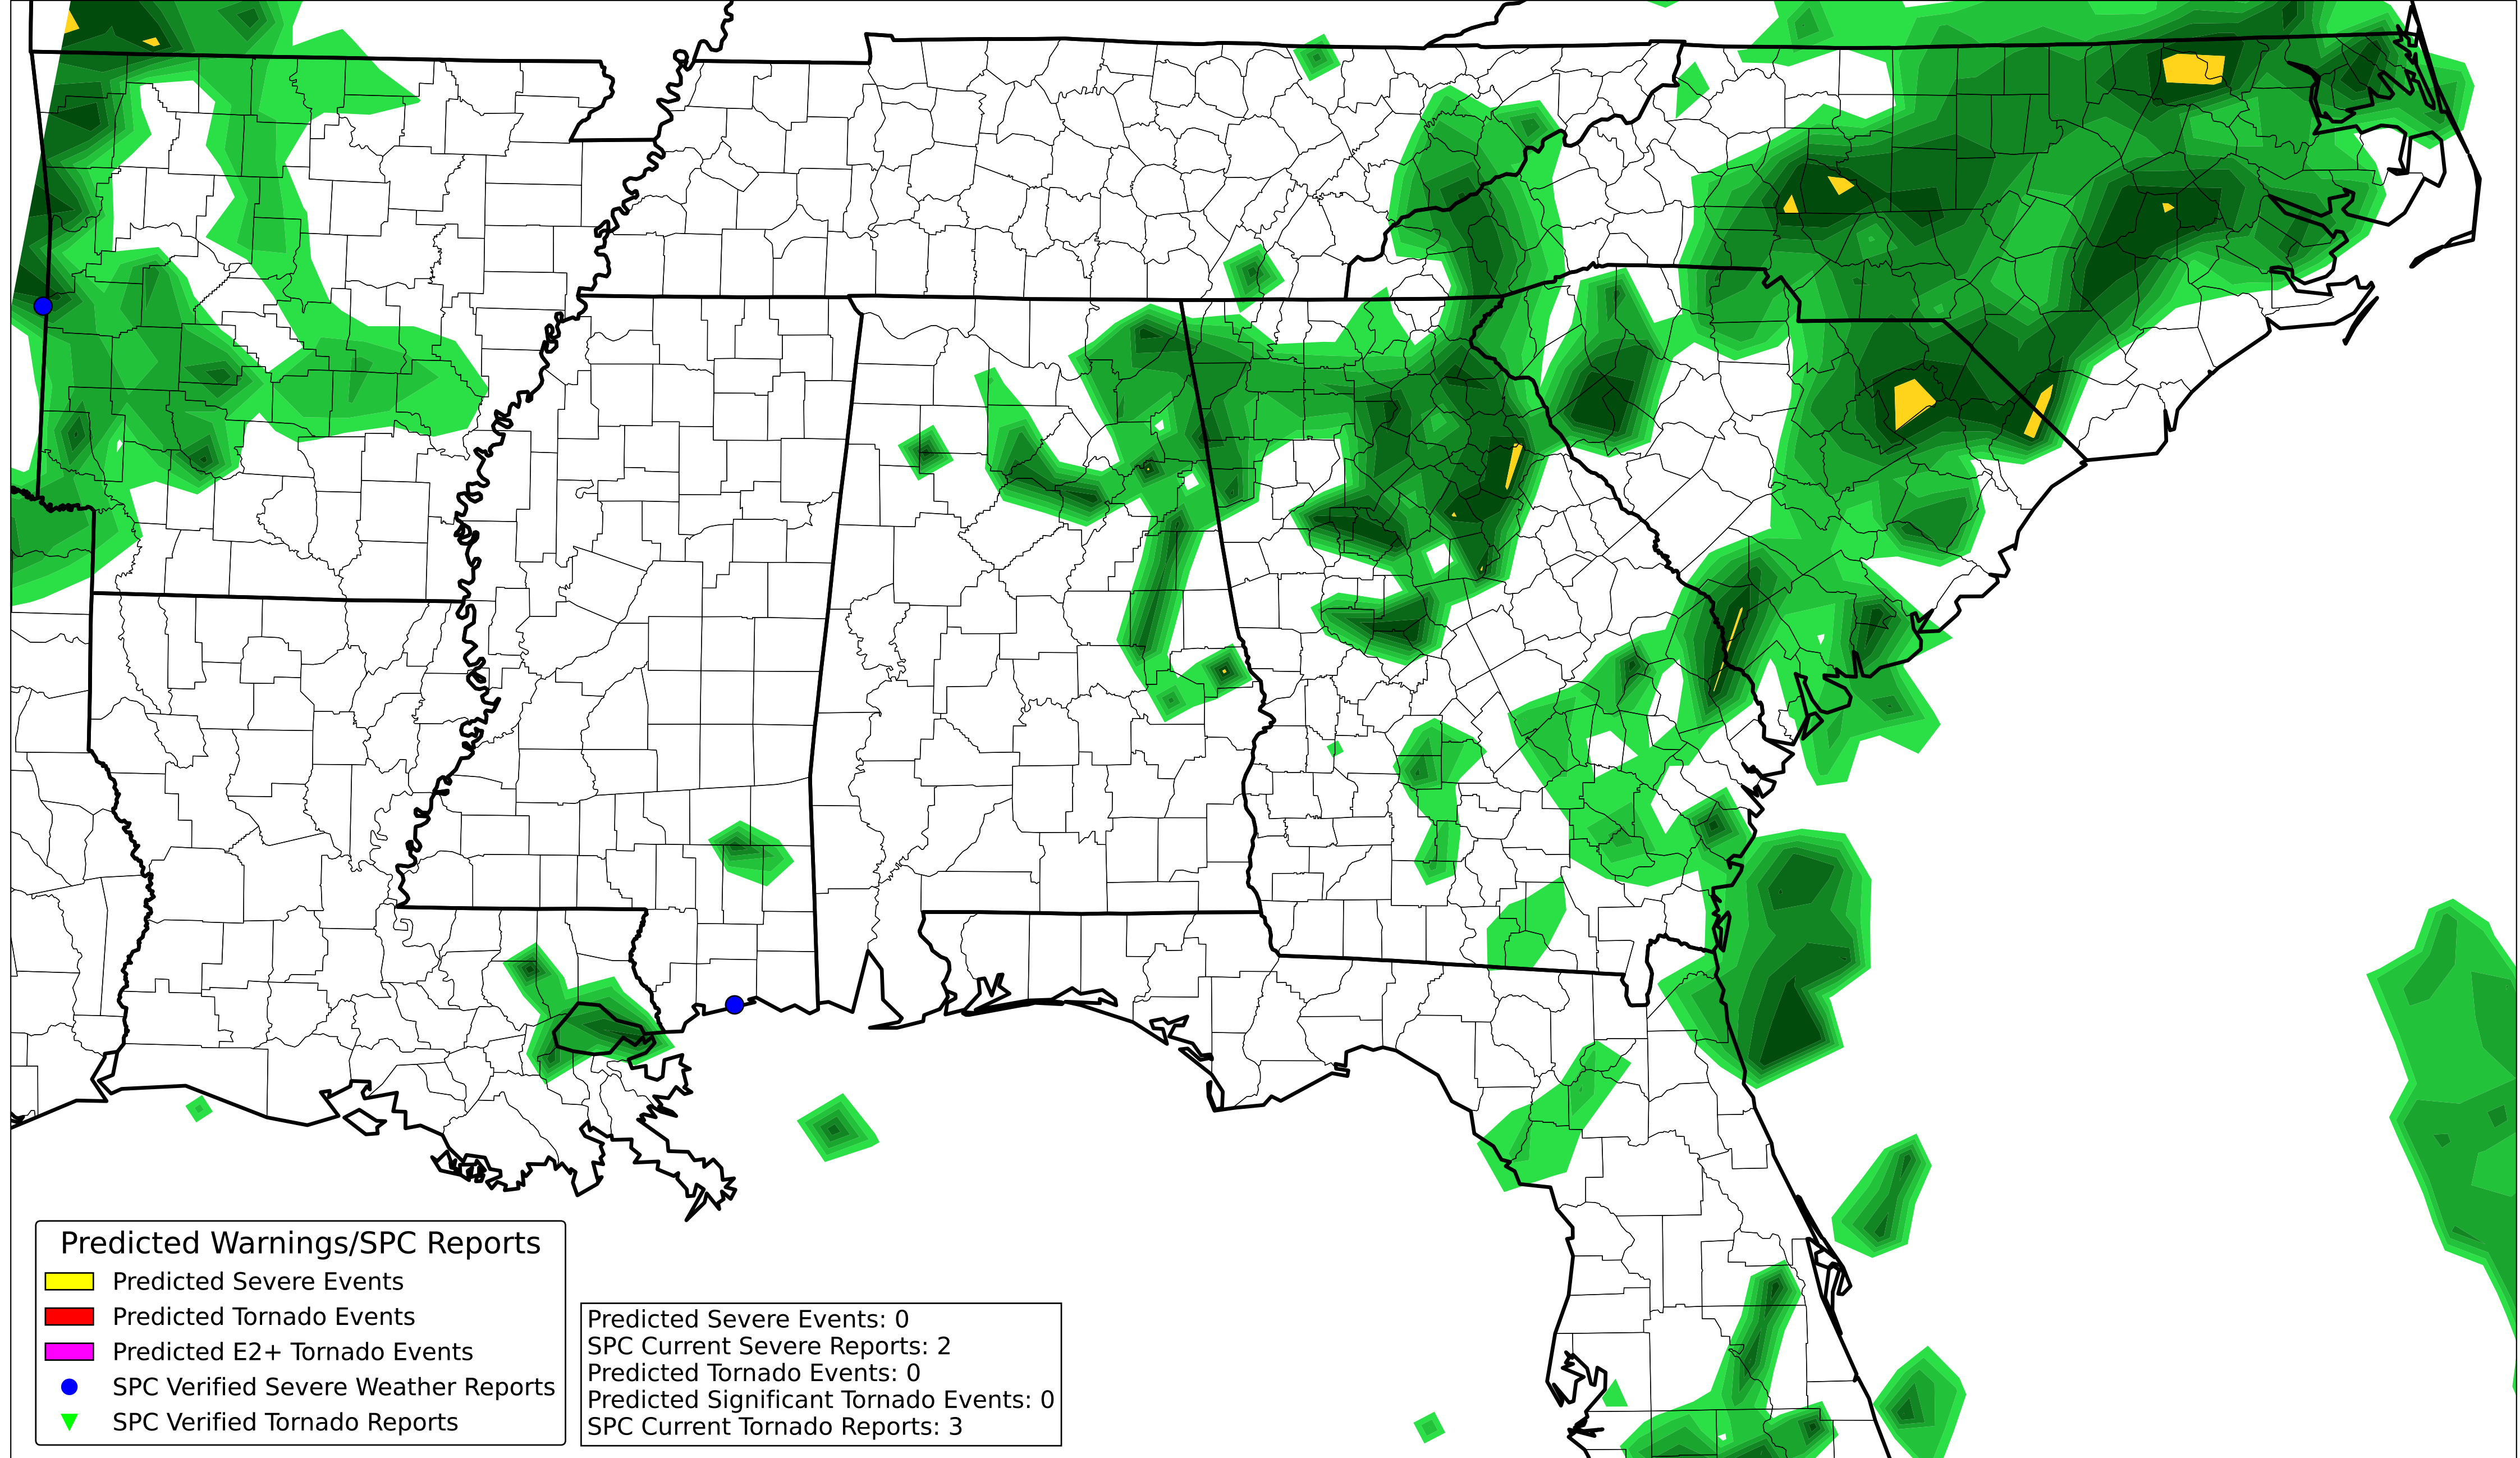 Predicted Warnings/SPC Reports
Predicted Severe Events
Predicted Tornado Events
Predicted E2+ Tornado Events
SPC Verified Severe Weather Reports
SPC Verified Tornado Reports
Predicted Severe Events: 0
SPC Current Severe Reports: 2
Predicted Tornado Events: 0
Predicted Significant Tornado Events: 0
SPC Current Tornado Reports: 3